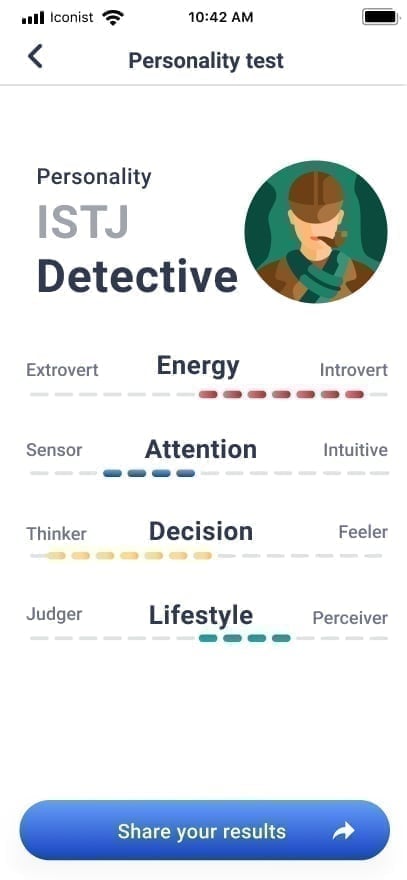 Iconist 10:42 AM
Personality test
Personality
ISTJ
Detective
Extrovert Energy Introvert
Sensor Attention Intuitive
Thinker Decision Feeler
Judger Lifestyle Perceiver
Share your results